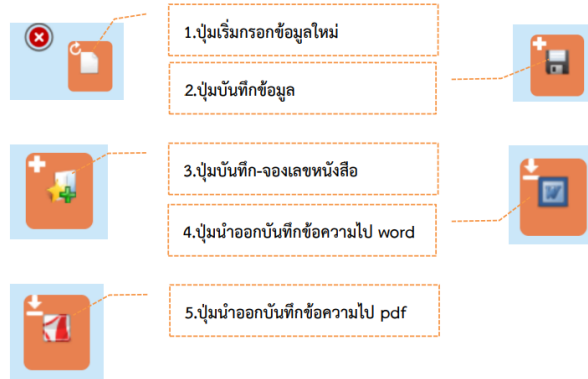 1.ปุ่มเริ่มกรอกข้อมูลใหม่
2.ปุ่มบันทึกข้อมูล
3.ปุ่มบันทึก-จองเลขหนังสือ
4.ปุ่มนำออกบันทึกข้อความไป word
5.ปุ่มนำออกบันทึกข้อความไป pdf